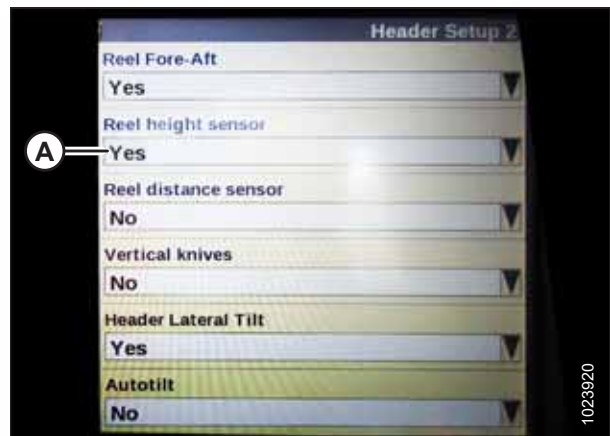 Header Setup 2
Reel Fore-Aft
Yes
Reel height sensor
A
Yes
Reel distance sensor
No
Vertical knives
No
Header Lateral Tilt
Yes
Autotilt
No
1023920